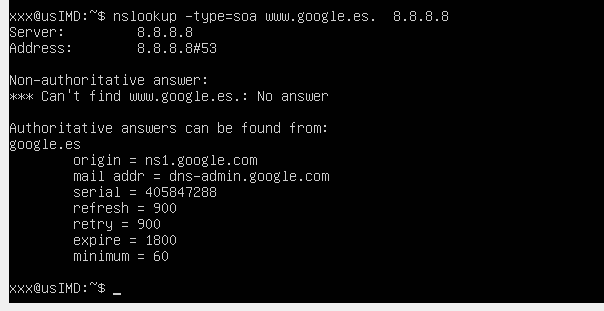 xxx@usIMD:~$ nslookup -type=soa www.google.es.  8.8.8.8
Server:         8.8.8.8
Address:        8.8.8.8#53

Non-authoritative answer:
*** Can't find www.google.es.: No answer

Authoritative answers can be found from:
google.es
        origin = ns1.google.com
        mail addr = dns-admin.google.com
        serial = 405847288
        refresh = 900
        retry = 900
        expire = 1800
        minimum = 60

xxx@usIMD:~$ _